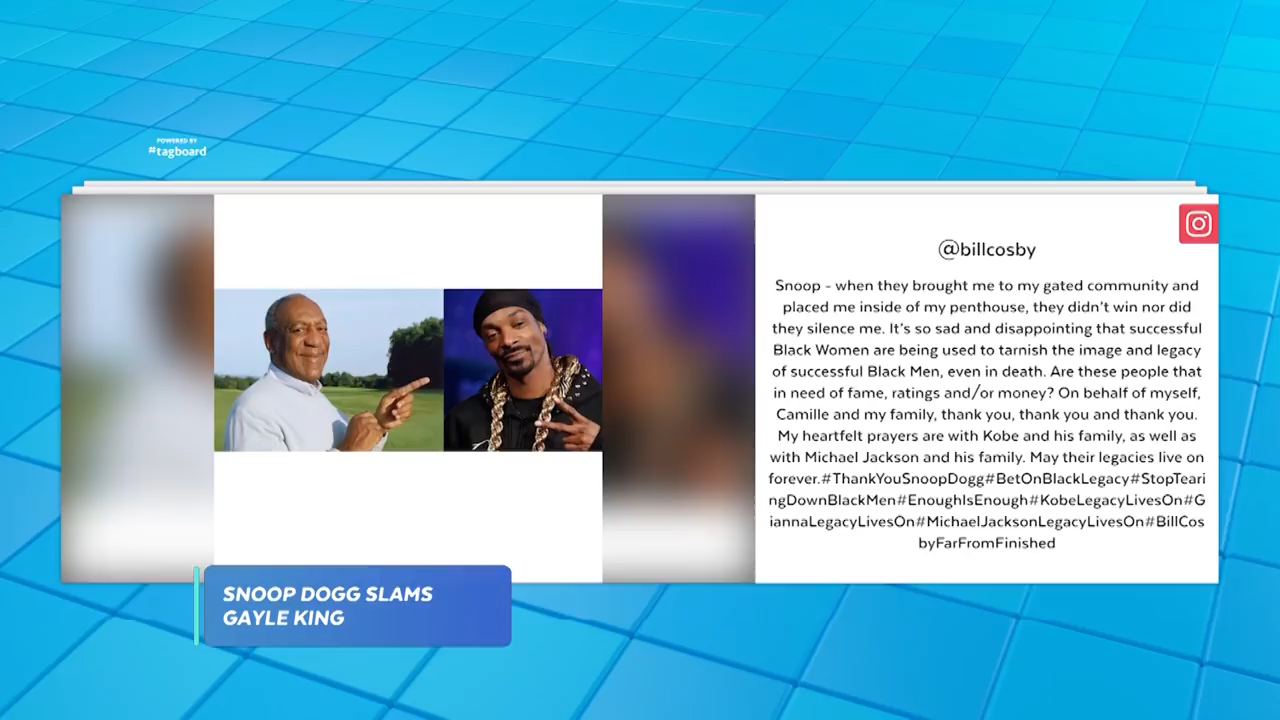 POWERED BY
#tagboard
@billcosby
Snoop - when they brought me to my gated community and
placed me inside of my penthouse, they didn't win nor did
they silence me. It's so sad and disappointing that successful
Black Women are being used to tarnish the image and legacy
of successful Black Men, even in death. Are these people that
in need of fame, ratings and/or money? On behalf of myself,
Camille and my family, thank you, thank you and thank you.
My heartfelt prayers are with Kobe and his family, as well as
with Michael Jackson and his family. May their legacies live on
forever.#ThankYouSnoopDogg#BetOnBlackLegacy#StopTeari
ngDownBlackMen#EnoughIsEnough#KobeLegacyLivesOn#G
iannaLegacyLivesOn#MichaelJacksonLegacyLivesOn#BillCos
byFarFromFinished
SNOOP DOGG SLAMS
GAYLE KING